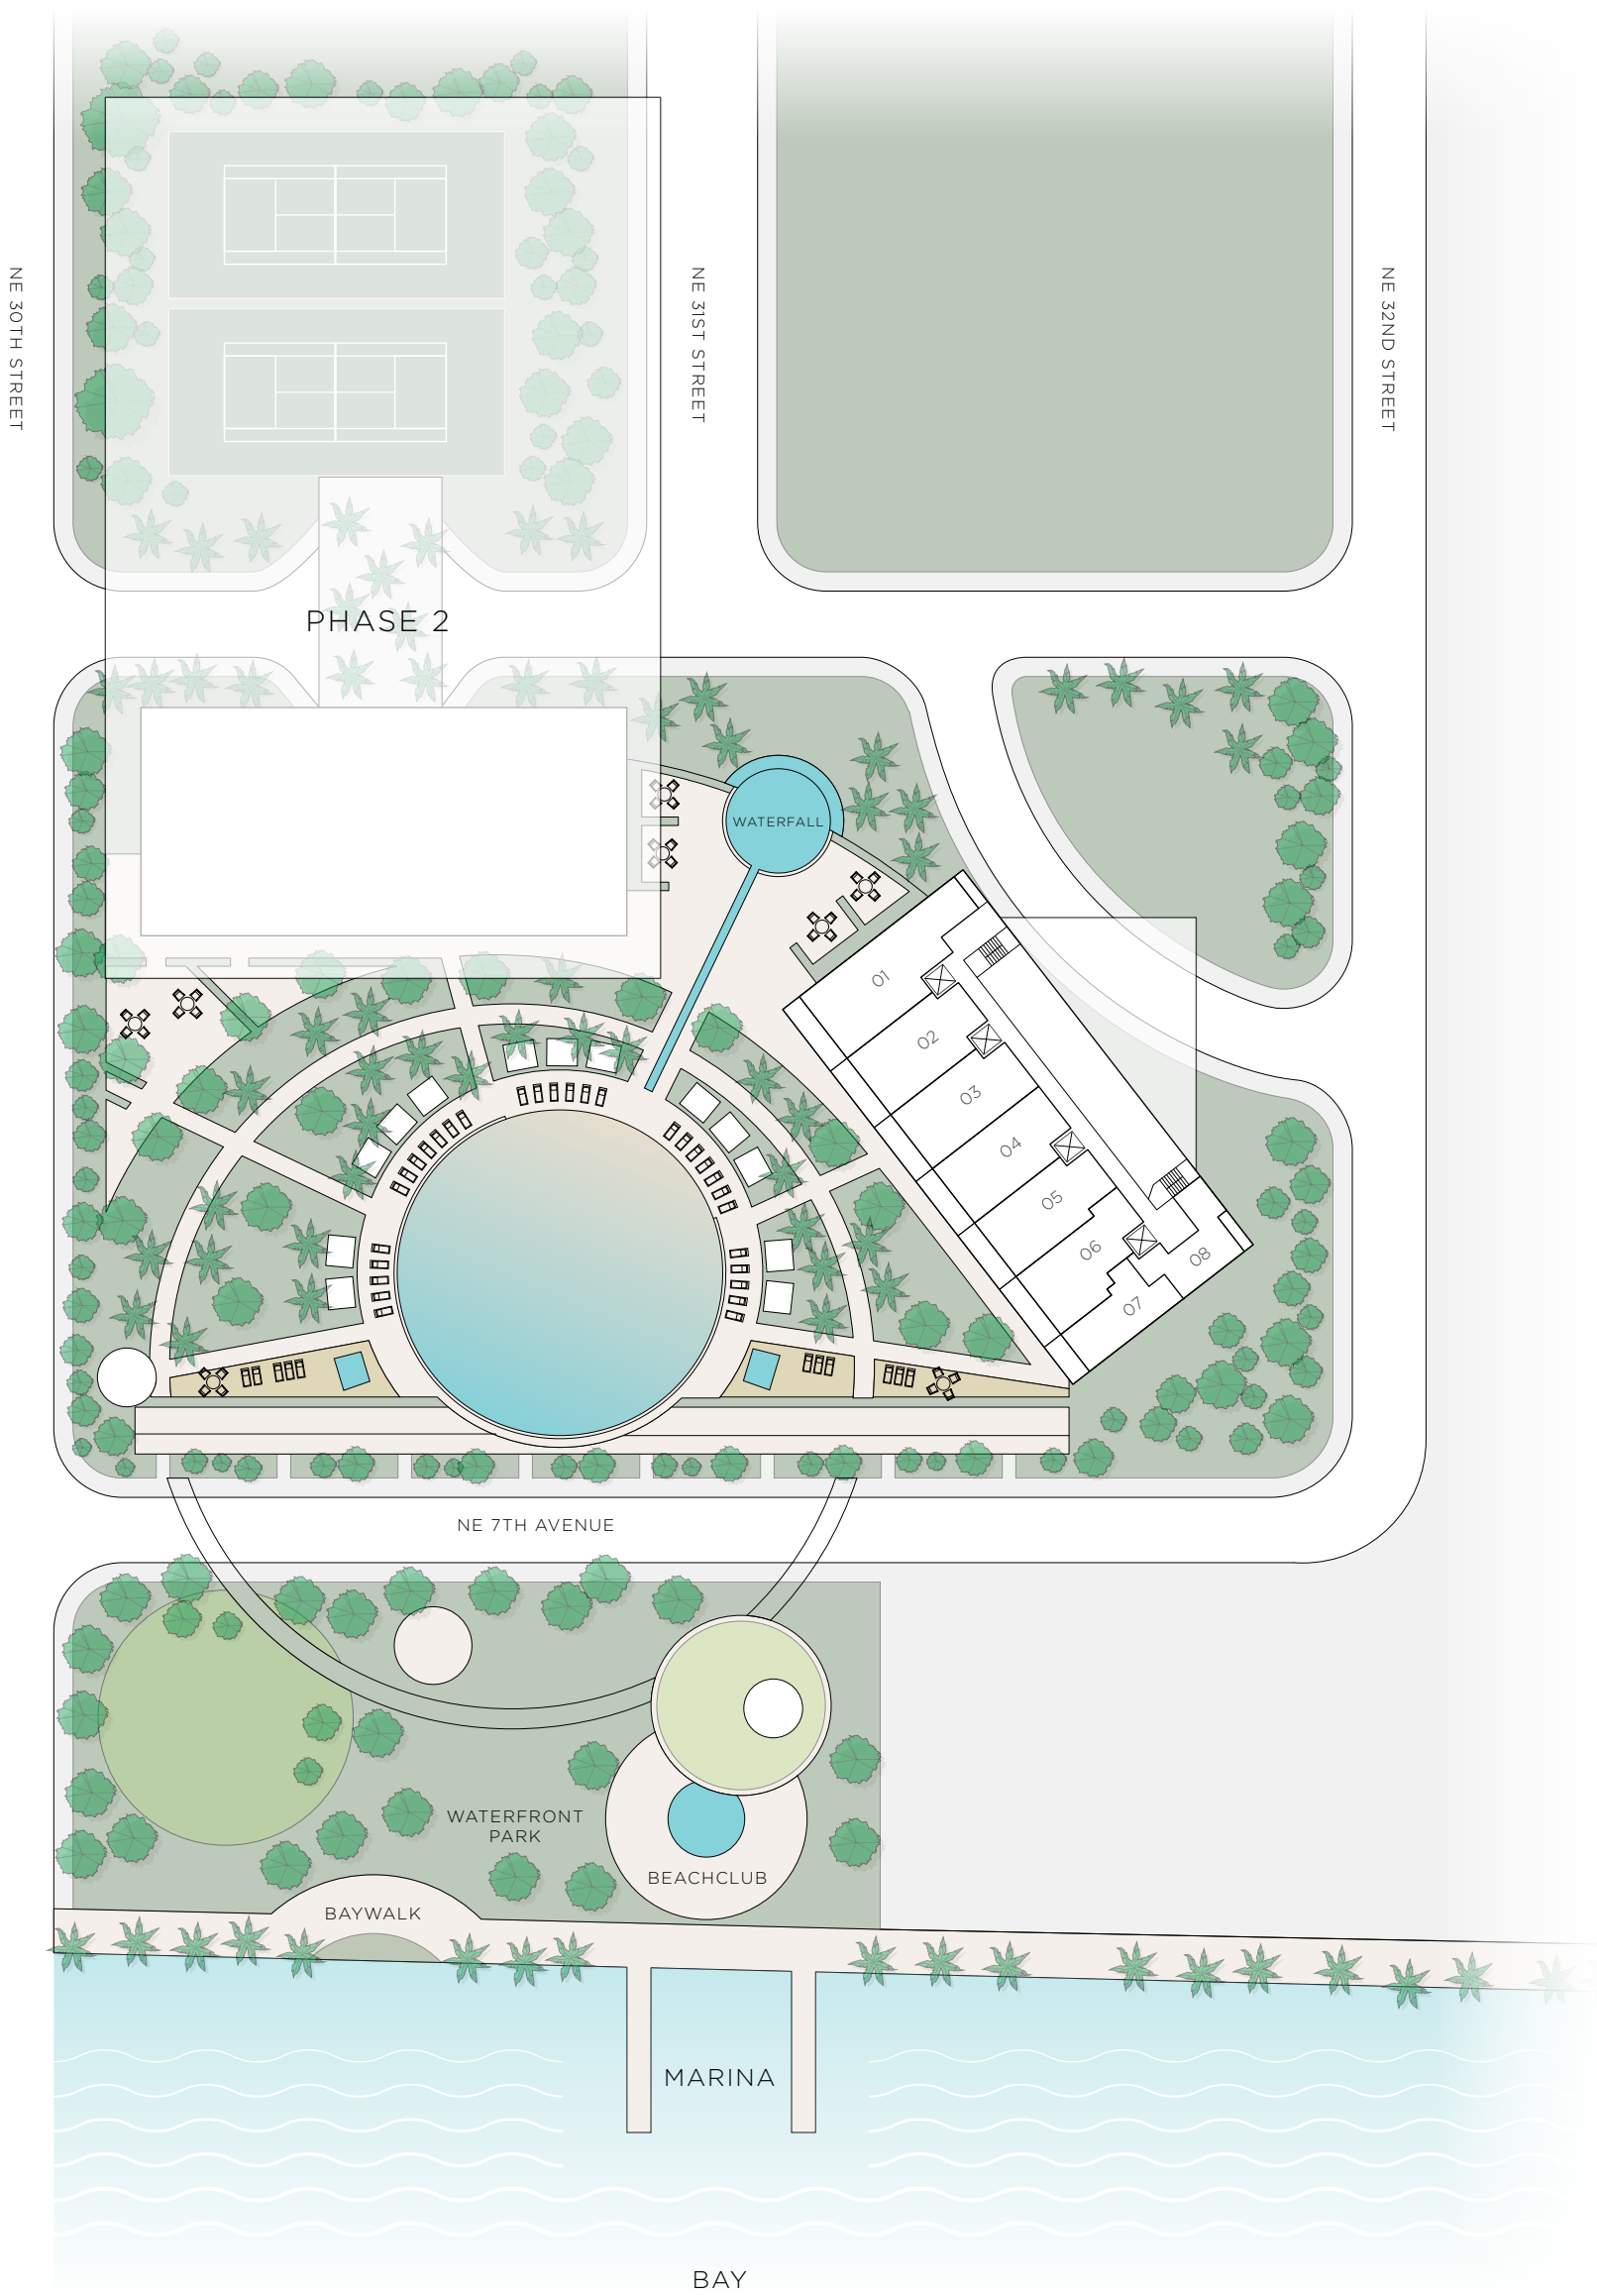 NE 30TH STREET
NE 31ST STREET
NE 32ND STREET
PHASE 2
WATERFALL
01
02
03
04
05
06
08
07
NE 7TH AVENUE
WATERFRONT
PARK
BEACHCLUB
BAYWALK
MARINA
BAY